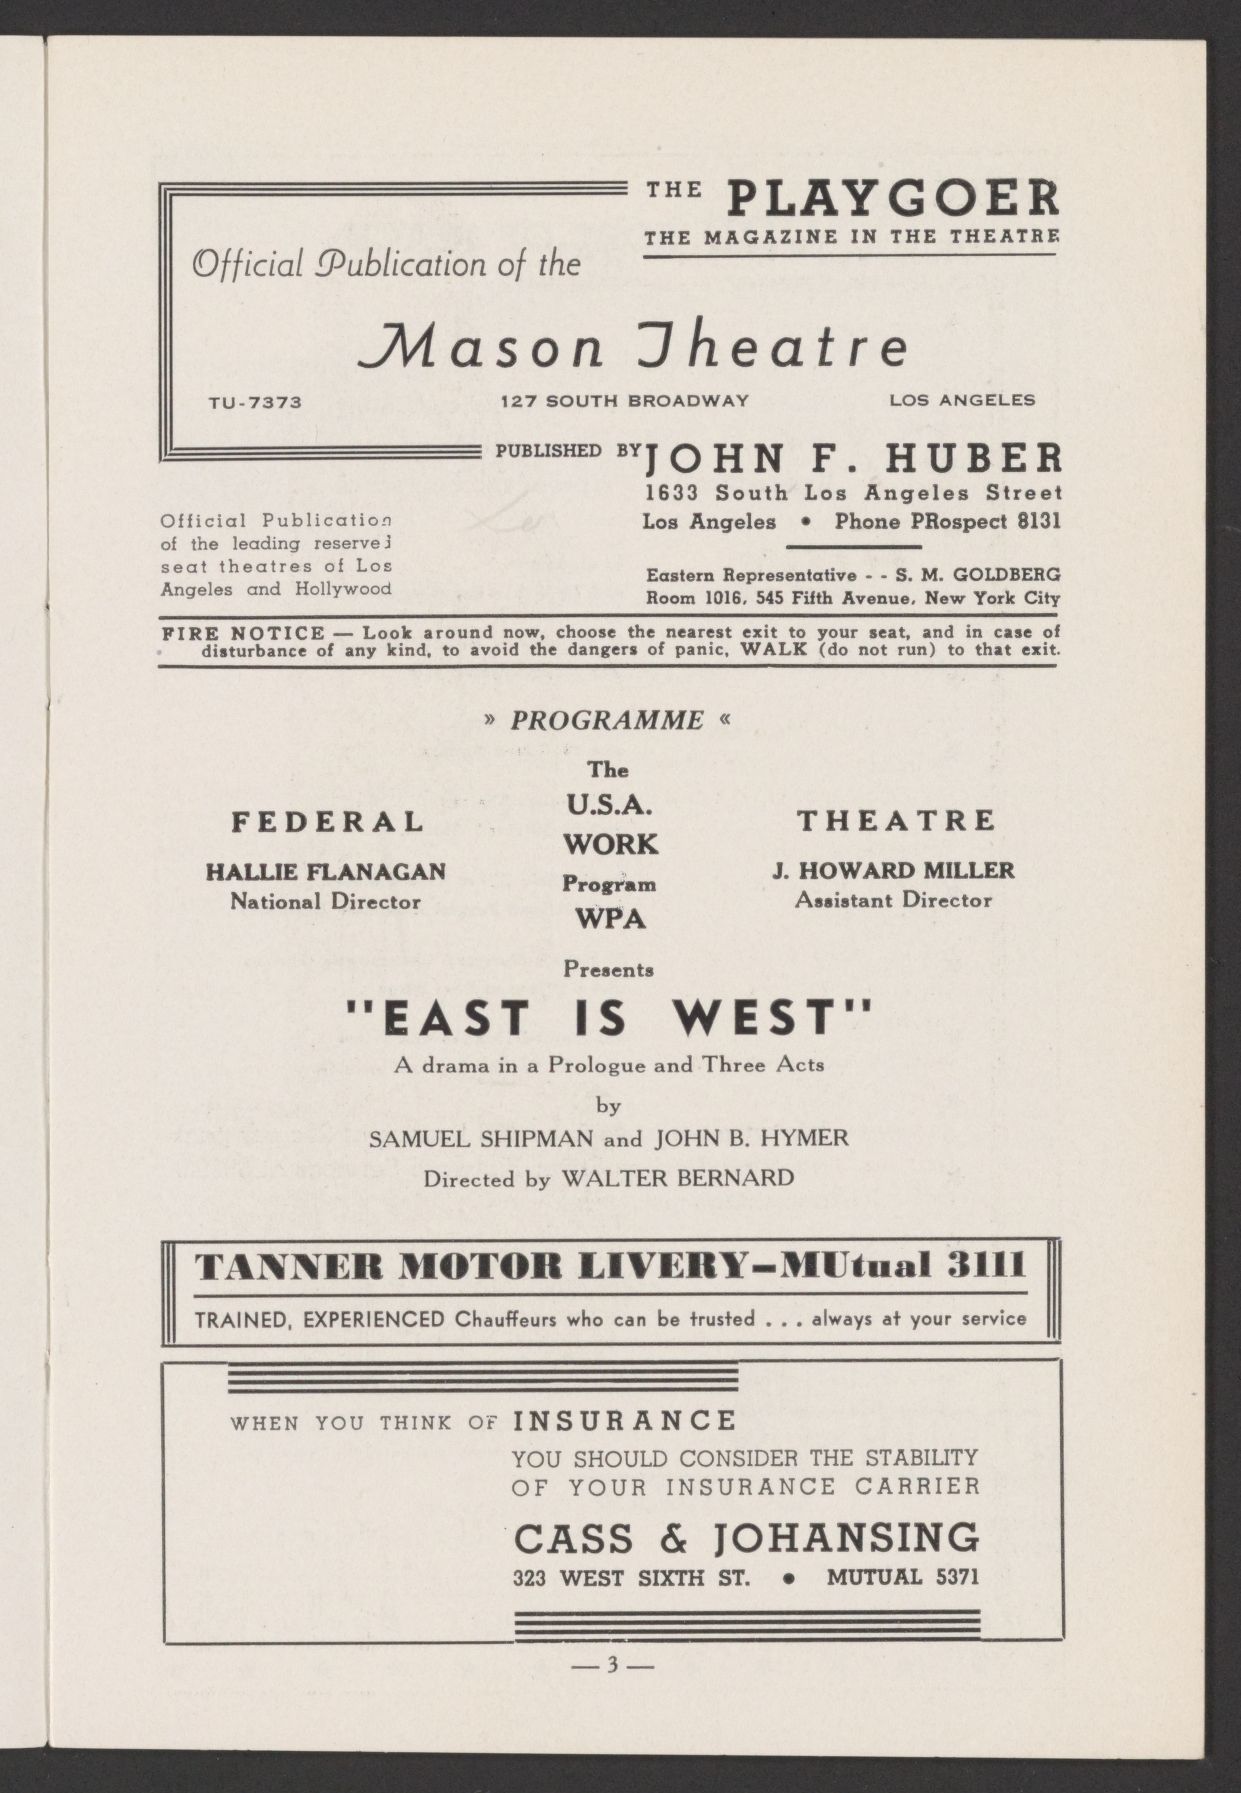 THE PLAYGOER
THE MAGAZINE IN THE THEATRE
Official Publication of the
Mason Theatre
TU-7373 127 SOUTH BROADWAY LOS ANGELES
PUBLISHED BY JOHN F. HUBER
1633 South Los Angeles Street
Los Angeles • Phone PRospect 8131
Official Publication
of the leading reserved
seat theatres of Los
Angeles and Hollywood
Eastern Representative - - S. M. GOLDBERG
Room 1016, 545 Fifth Avenue, New York City
FIRE NOTICE — Look around now, choose the nearest exit to your seat, and in case of
disturbance of any kind, to avoid the dangers of panic, WALK (do not run) to that exit.
» PROGRAMME «
The
U.S.A.
WORK
Program
WPA
FEDERAL
HALLIE FLANAGAN
National Director
THEATRE
J. HOWARD MILLER
Assistant Director
Presents
"EAST IS WEST"
A drama in a Prologue and Three Acts
by
SAMUEL SHIPMAN and JOHN B. HYMER
Directed by WALTER BERNARD
TANNER MOTOR LIVERY—MUtual 3111
TRAINED, EXPERIENCED Chauffeurs who can be trusted . . . always at your service
WHEN YOU THINK OF INSURANCE
YOU SHOULD CONSIDER THE STABILITY
OF YOUR INSURANCE CARRIER
CASS & JOHANSING
323 WEST SIXTH ST. • MUTUAL 5371
— 3 —